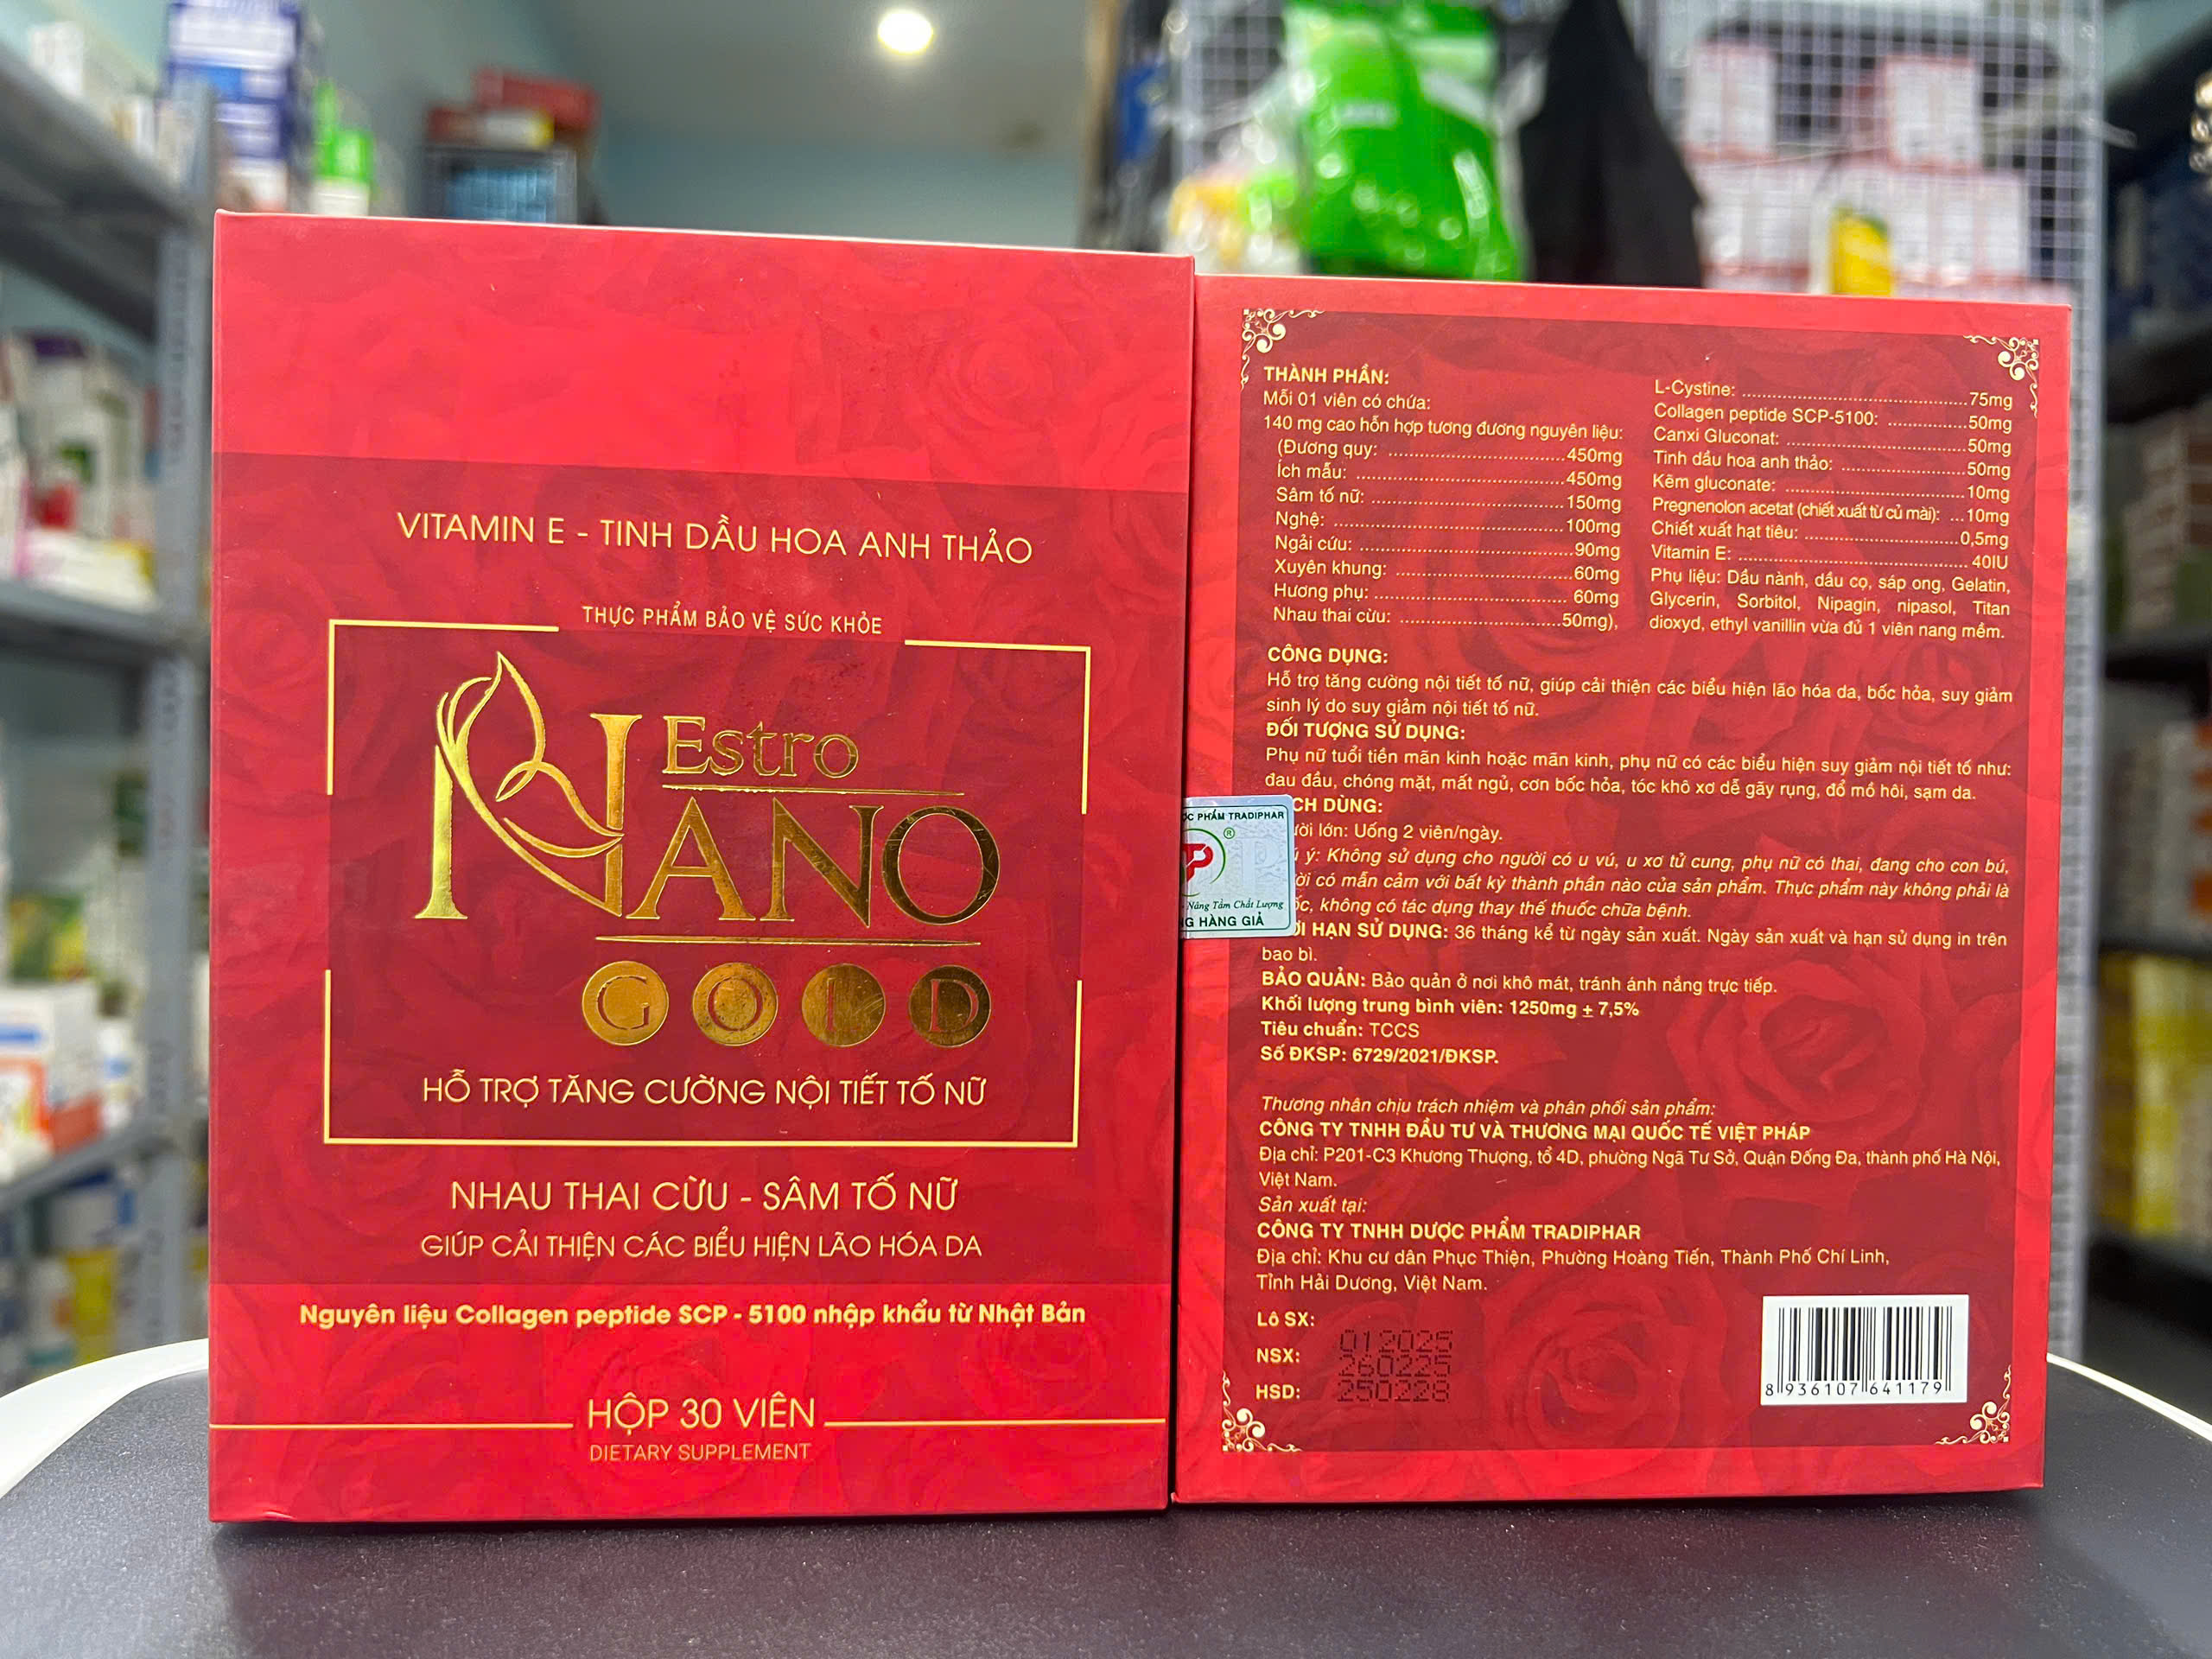 VITAMIN E - TINH DẦU HOA ANH THẢO
THỰC PHẨM BẢO VỆ SỨC KHỎE
Estro
NANO
GOLD
HỖ TRỢ TĂNG CƯỜNG NỘI TIẾT TỐ NỮ
NHAU THAI CỪU - SÂM TỐ NỮ
GIÚP CẢI THIỆN CÁC BIỂU HIỆN LÃO HÓA DA
Nguyên liệu Collagen peptide SCP - 5100 nhập khẩu từ Nhật Bản
HỘP 30 VIÊN
DIETARY SUPPLEMENT
THÀNH PHẦN:
Mỗi 01 viên có chứa:
140 mg cao hỗn hợp tương đương nguyên liệu:
(Đương quy: ..............................450mg
Ích mẫu: ....................................450mg
Sâm tố nữ: .................................150mg
Nghệ: ........................................100mg
Ngải cứu: ....................................90mg
Xuyên khung: ..............................60mg
Hương phụ: ................................. 60mg
Nhau thai cừu: ...........................50mg),
L-Cystine: .......................................75mg
Collagen peptide SCP-5100: ..............50mg
Canxi Gluconat: ...............................50mg
Tinh dầu hoa anh thảo: .....................50mg
Kẽm gluconate: ...............................10mg
Pregnenolon acetat (chiết xuất từ củ mài): ...10mg
Chiết xuất hạt tiêu: ..........................0,5mg
Vitamin E: ....................................... 40IU
Phụ liệu: Dầu nành, dầu cọ, sáp ong, Gelatin,
Glycerin, Sorbitol, Nipagin, nipasol, Titan
dioxyd, ethyl vanillin vừa đủ 1 viên nang mềm.
CÔNG DỤNG:
Hỗ trợ tăng cường nội tiết tố nữ, giúp cải thiện các biểu hiện lão hóa da, bốc hỏa, suy giảm
sinh lý do suy giảm nội tiết tố nữ.
ĐỐI TƯỢNG SỬ DỤNG:
Phụ nữ tuổi tiền mãn kinh hoặc mãn kinh, phụ nữ có các biểu hiện suy giảm nội tiết tố như:
đau đầu, chóng mặt, mất ngủ, cơn bốc hỏa, tóc khô xơ dễ gãy rụng, đổ mồ hôi, sạm da.
CH DÙNG:
ười lớn: Uống 2 viên/ngày.
ý: Không sử dụng cho người có u vú, u xơ tử cung, phụ nữ có thai, đang cho con bú,
ời có mẫn cảm với bất kỳ thành phần nào của sản phẩm. Thực phẩm này không phải là
ốc, không có tác dụng thay thế thuốc chữa bệnh.
I HẠN SỬ DỤNG: 36 tháng kể từ ngày sản xuất. Ngày sản xuất và hạn sử dụng in trên
bao bì.
BẢO QUẢN: Bảo quản ở nơi khô mát, tránh ánh nắng trực tiếp.
Khối lượng trung bình viên: 1250mg ± 7,5%
Tiêu chuẩn: TCCS
Số ĐKSP: 6729/2021/ĐKSP.
ỢC PHẨM TRADIPHAR
®
TP
Nâng Tầm Chất Lượng
NG HÀNG GIẢ
Thương nhân chịu trách nhiệm và phân phối sản phẩm:
CÔNG TY TNHH ĐẦU TƯ VÀ THƯƠNG MẠI QUỐC TẾ VIỆT PHÁP
Địa chỉ: P201-C3 Khương Thượng, tổ 4D, phường Ngã Tư Sở, Quận Đống Đa, thành phố Hà Nội,
Việt Nam.
Sản xuất tại:
CÔNG TY TNHH DƯỢC PHẨM TRADIPHAR
Địa chỉ: Khu cư dân Phục Thiện, Phường Hoàng Tiến, Thành Phố Chí Linh,
Tỉnh Hải Dương, Việt Nam.
Lô SX: 012025
NSX: 260225
HSD: 250228
8 936107 641179